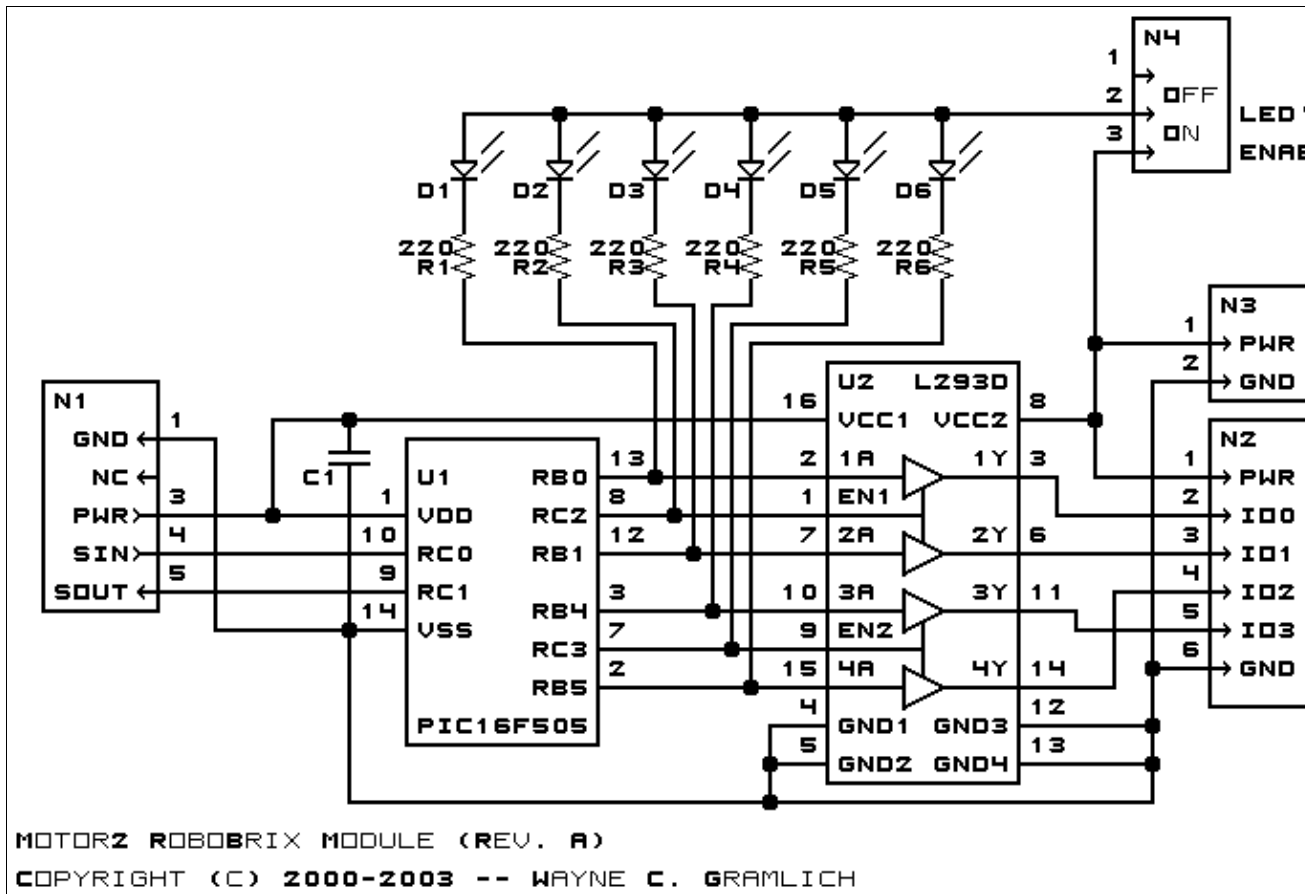 N4
1
2 OFF
3 ON
LED
ENAB
D1 D2 D3 D4 D5 D6
220 220 220 220 220 220
R1 R2 R3 R4 R5 R6
N3
1 PWR
2 GND
N1
1 GND
NC
3 PWR
4 SIN
5 SOUT
C1
U1
1 VDD
10 RC0
9 RC1
14 VSS
RB0 13
RC2 8
RB1 12
RB4 3
RC3 7
RB5 2
PIC16F505
U2 L293D
16 VCC1 VCC2 8
2 1A 1Y 3
1 EN1
7 2A 2Y 6
10 3A 3Y 11
9 EN2
15 4A 4Y 14
4 GND1 GND3 12
5 GND2 GND4 13
N2
1 PWR
2 IO0
3 IO1
4 IO2
5 IO3
6 GND
MOTOR2 ROBOBRIX MODULE (REV. A)
COPYRIGHT (C) 2000-2003 -- WAYNE C. GRAMLICH